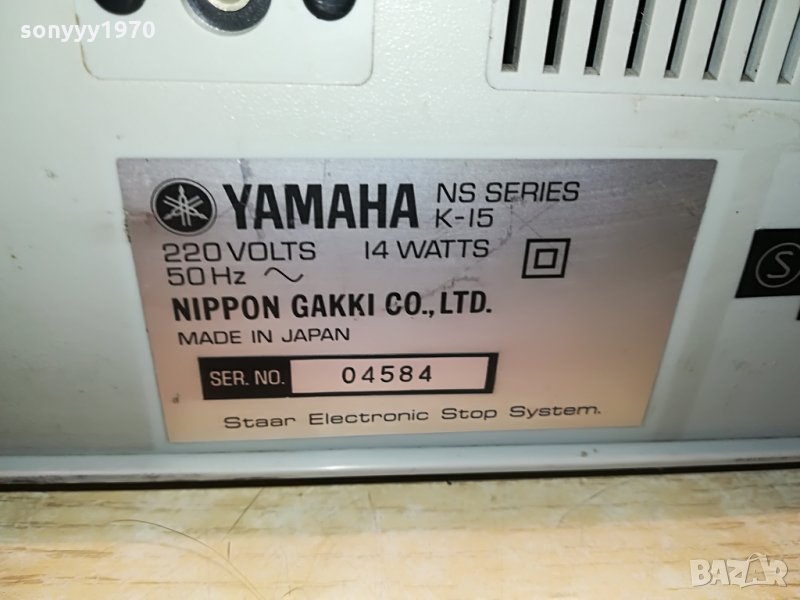 sonyyy1970
YAMAHA NS SERIES
K-15
220 VOLTS 14 WATTS
50 Hz ~
NIPPON GAKKI CO., LTD.
MADE IN JAPAN
SER. NO. 04584
Staar Electronic Stop System.
S
BAZAR